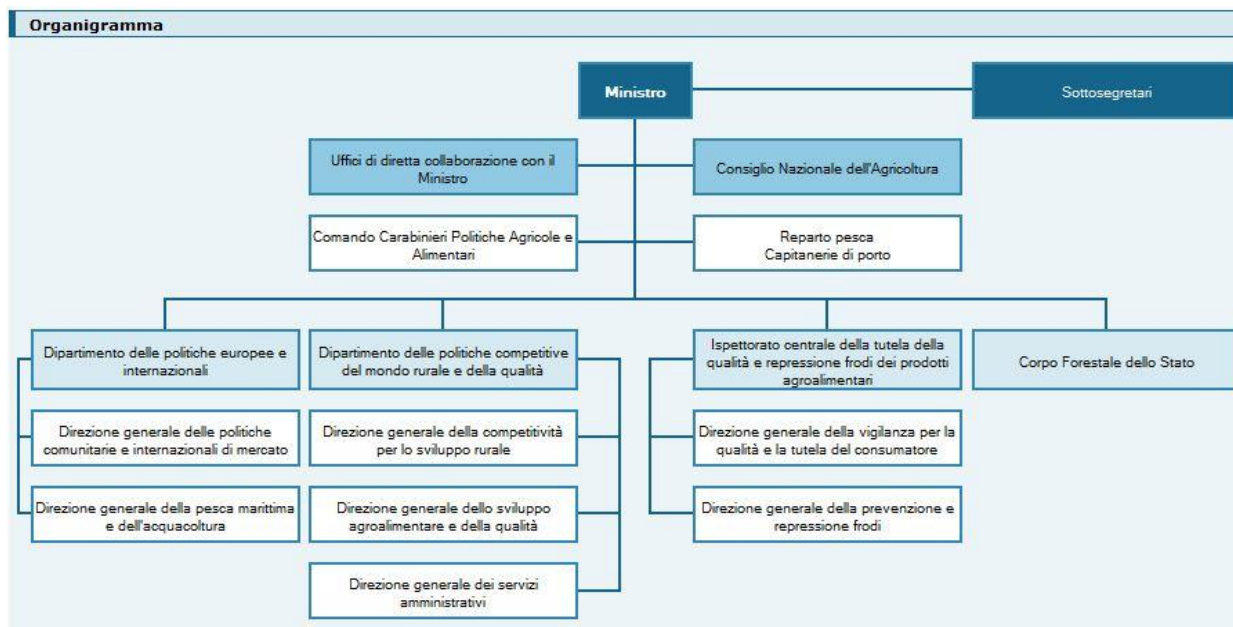 Organigramma
Ministro
Sottosegretari
Uffici di diretta collaborazione con il
Ministro
Consiglio Nazionale dell'Agricoltura
Comando Carabinieri Politiche Agricole e
Alimentari
Reparto pesca
Capitanerie di porto
Dipartimento delle politiche europee e
internazionali
Dipartimento delle politiche competitive
del mondo rurale e della qualità
Ispettorato centrale della tutela della
qualità e repressione frodi dei prodotti
agroalimentari
Corpo Forestale dello Stato
Direzione generale delle politiche
comunitarie e internazionali di mercato
Direzione generale della competitività
per lo sviluppo rurale
Direzione generale della vigilanza per la
qualità e la tutela del consumatore
Direzione generale della pesca marittima
e dell'acquacoltura
Direzione generale dello sviluppo
agroalimentare e della qualità
Direzione generale della prevenzione e
repressione frodi
Direzione generale dei servizi
amministrativi